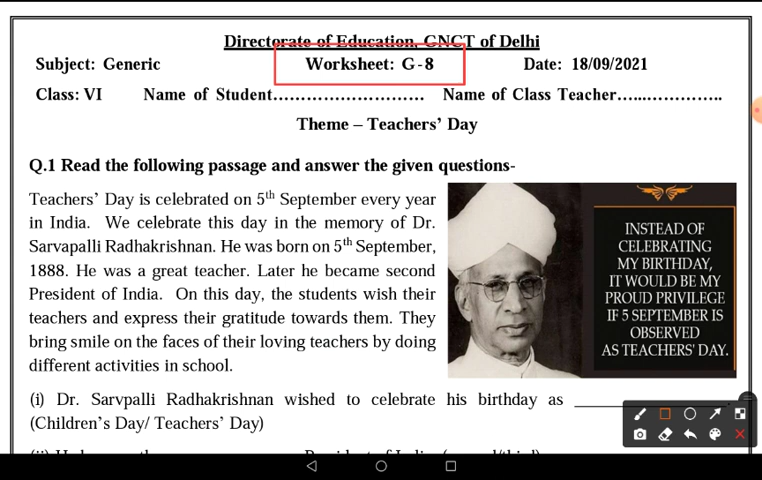 Directorate of Education, GNCT of Delhi
Subject: Generic Worksheet: G-8 Date: 18/09/2021
Class: VI Name of Student........................... Name of Class Teacher...................
Theme – Teachers' Day
Q.1 Read the following passage and answer the given questions-
Teachers' Day is celebrated on 5th September every year
in India. We celebrate this day in the memory of Dr.
Sarvapalli Radhakrishnan. He was born on 5th September,
1888. He was a great teacher. Later he became second
President of India. On this day, the students wish their
teachers and express their gratitude towards them. They
bring smile on the faces of their loving teachers by doing
different activities in school.
INSTEAD OF
CELEBRATING
MY BIRTHDAY,
IT WOULD BE MY
PROUD PRIVILEGE
IF 5 SEPTEMBER IS
OBSERVED
AS TEACHERS' DAY.
(i) Dr. Sarvpalli Radhakrishnan wished to celebrate his birthday as ____________
(Children's Day/ Teachers' Day)